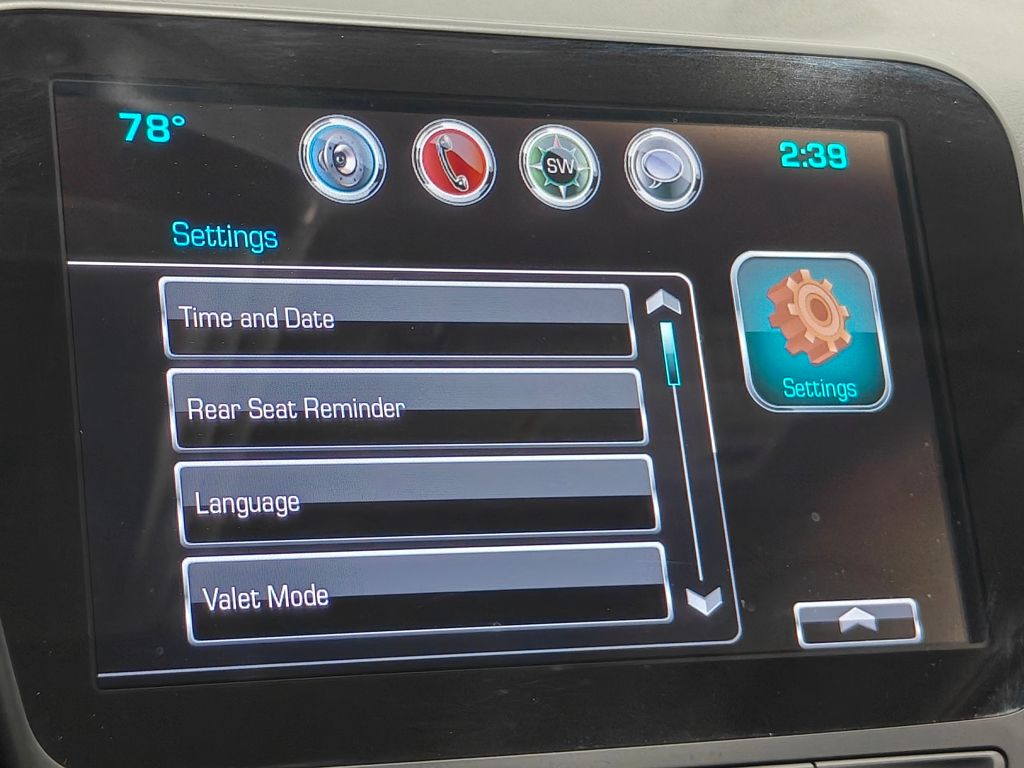 78°
SW
2:39
Settings
Time and Date
Rear Seat Reminder
Language
Valet Mode
Settings